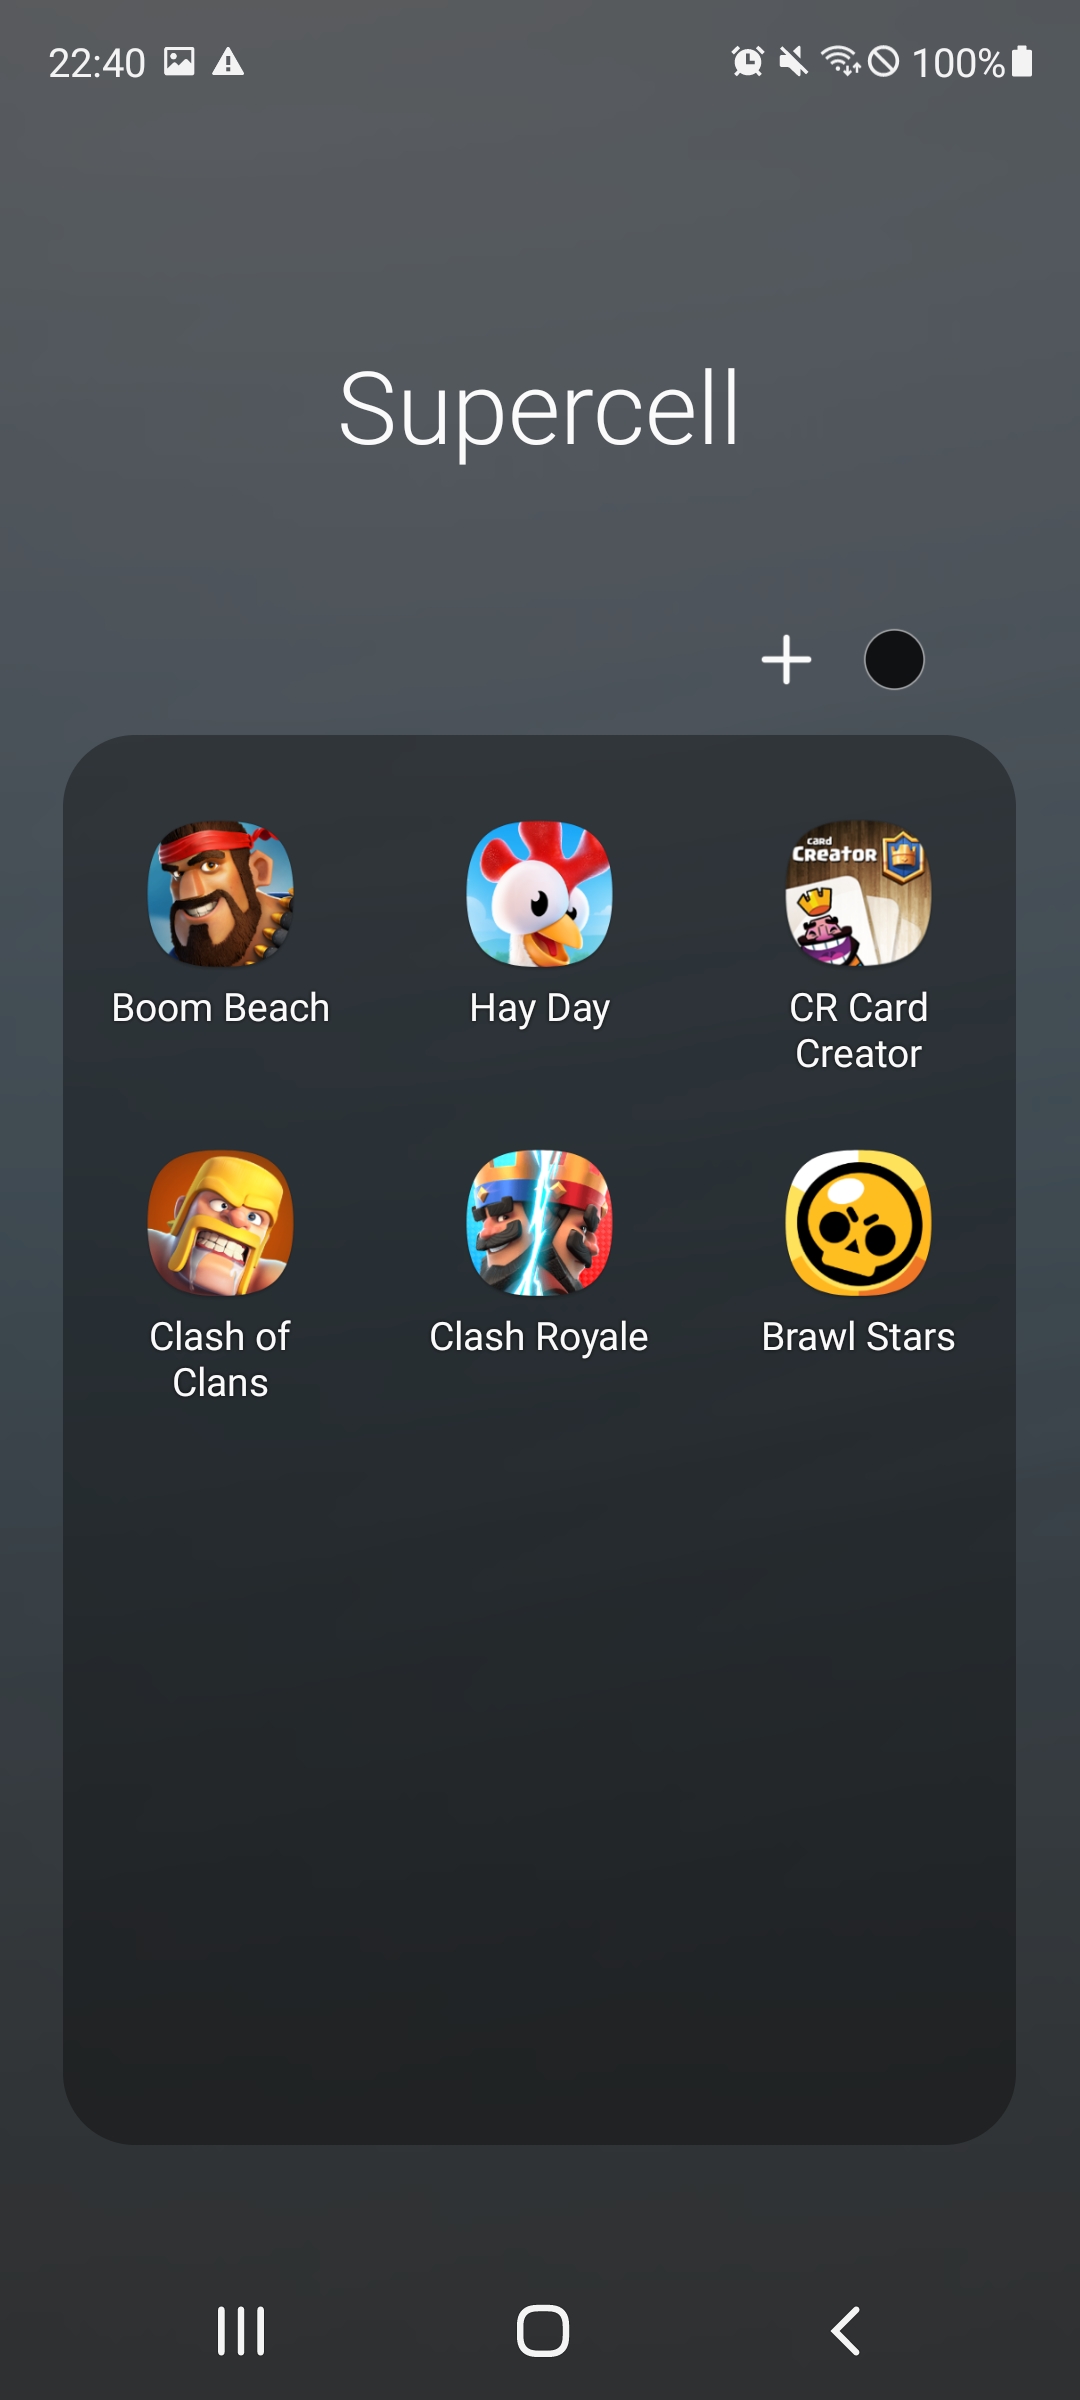 22:40 100%
Supercell
card
Creator
Boom Beach Hay Day CR Card
Creator
Clash of Clash Royale Brawl Stars
Clans